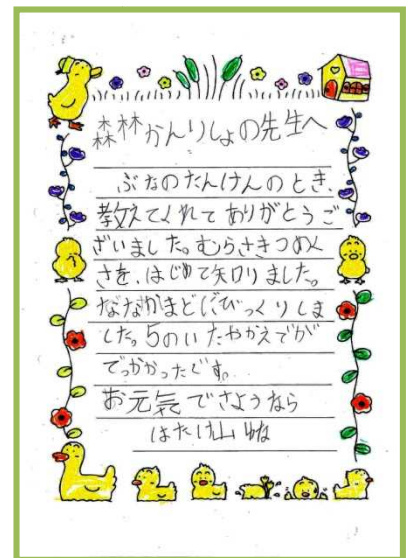 森林かんりしょの先生へ
ぶなのたんけんのとき、
教えてくれてありがとうご
ざいました。むらさきつめく
さを、はじめて知りました。
ななかまどにびっくりしま
した。5のいたやかえでが
でっかかったです。
お元気でさようなら
はたけ山 ゆね